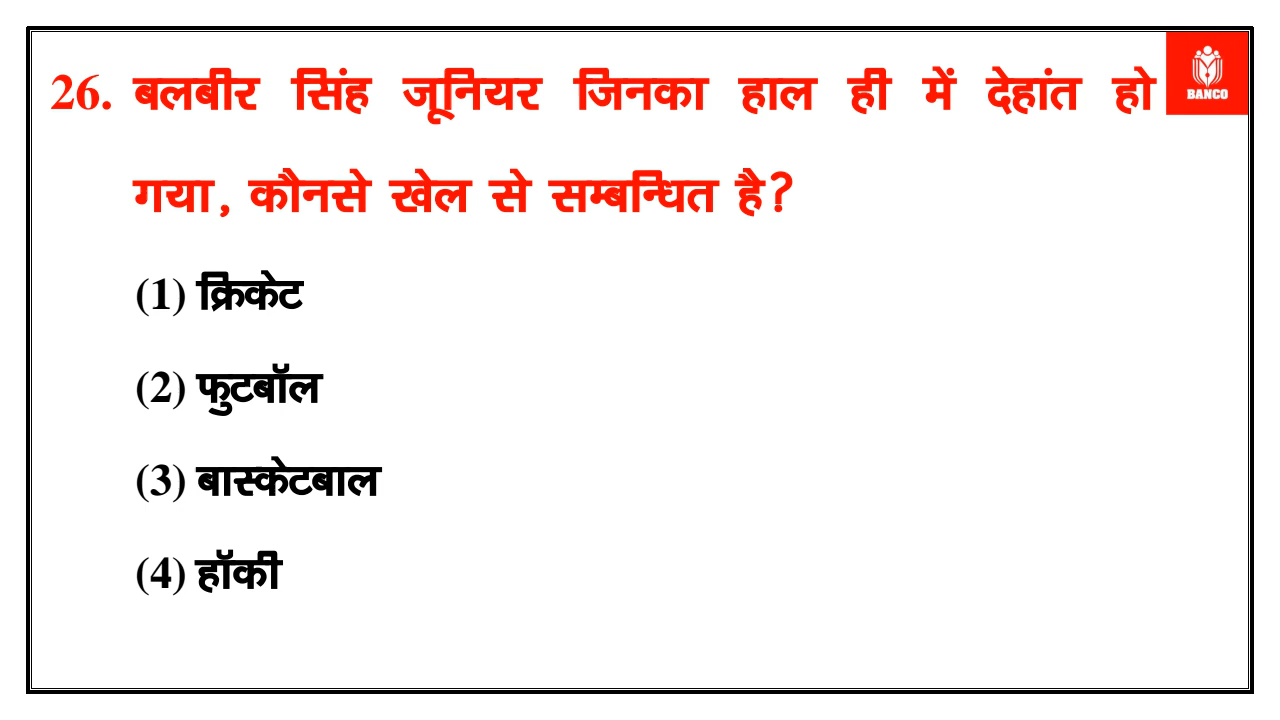 26. बलबीर सिंह जूनियर जिनका हाल ही में देहांत हो
BANCO
गया, कौनसे खेल से सम्बन्धित है?
(1) क्रिकेट
(2) फुटबॉल
(3) बास्केटबाल
(4) हॉकी